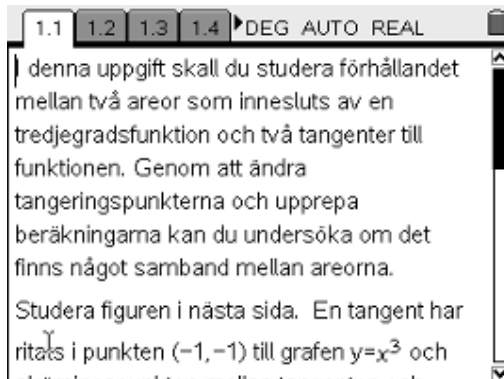 1.1 1.2 1.3 1.4 DEG AUTO REAL
I denna uppgift skall du studera förhållandet
mellan två areor som innesluts av en
tredjegradsfunktion och två tangenter till
funktionen. Genom att ändra
tangeringspunkterna och upprepa
beräkningarna kan du undersöka om det
finns något samband mellan areorna.
Studera figuren i nästa sida. En tangent har
ritats i punkten (−1,−1) till grafen y=x³ och